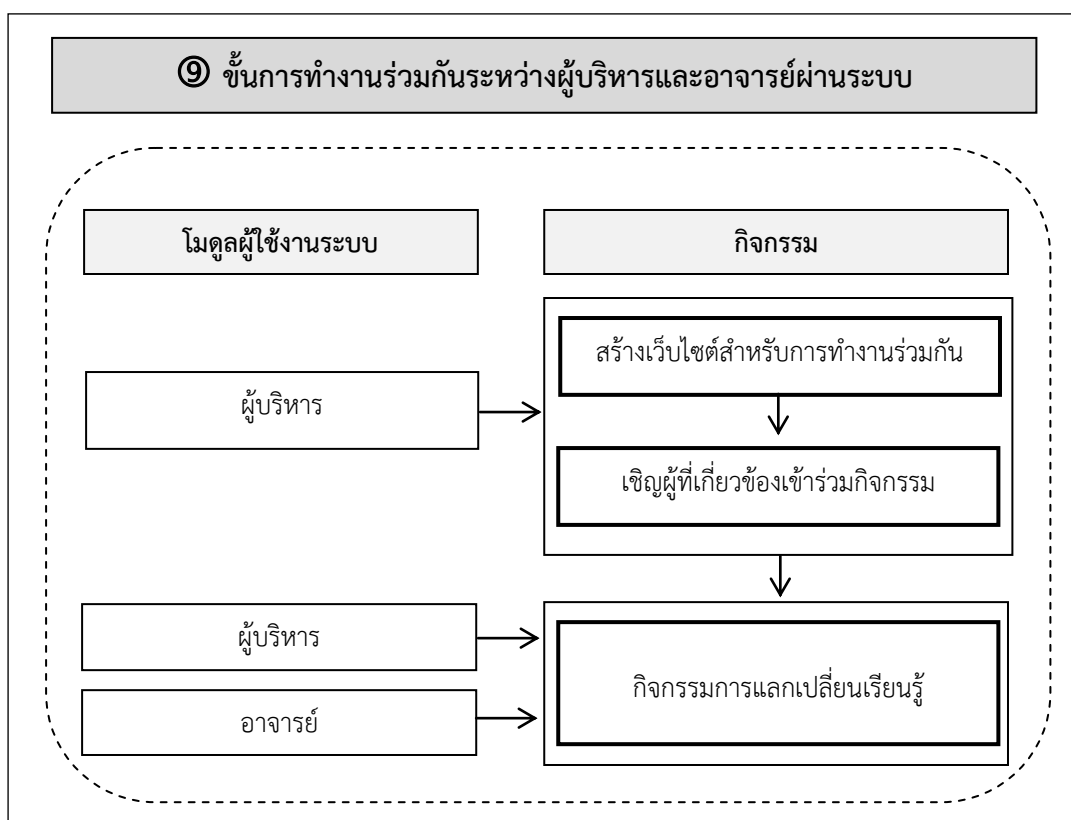 ⑨ ขั้นการทำงานร่วมกันระหว่างผู้บริหารและอาจารย์ผ่านระบบ
โมดูลผู้ใช้งานระบบ
กิจกรรม
ผู้บริหาร
สร้างเว็บไซต์สำหรับการทำงานร่วมกัน
เชิญผู้ที่เกี่ยวข้องเข้าร่วมกิจกรรม
ผู้บริหาร
อาจารย์
กิจกรรมการแลกเปลี่ยนเรียนรู้